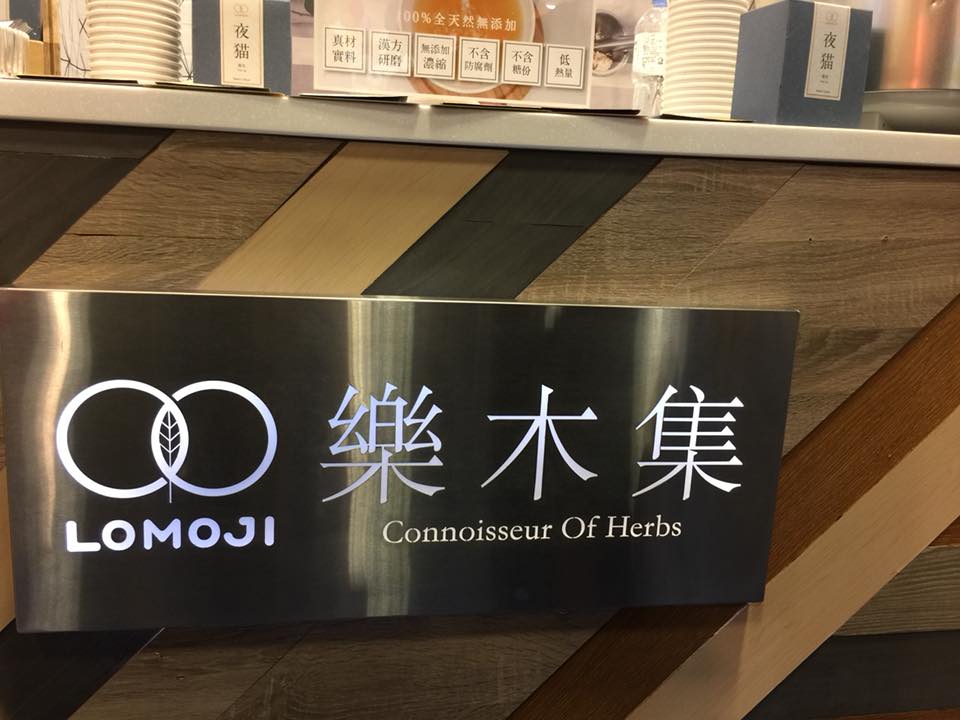 夜猫
100%全天然無添加
真材
實料
漢方
研磨
無添加
濃縮
不含
防腐劑
不含
糖份
低
熱量
夜猫
樂木集
LOMOJI
Connoisseur Of Herbs